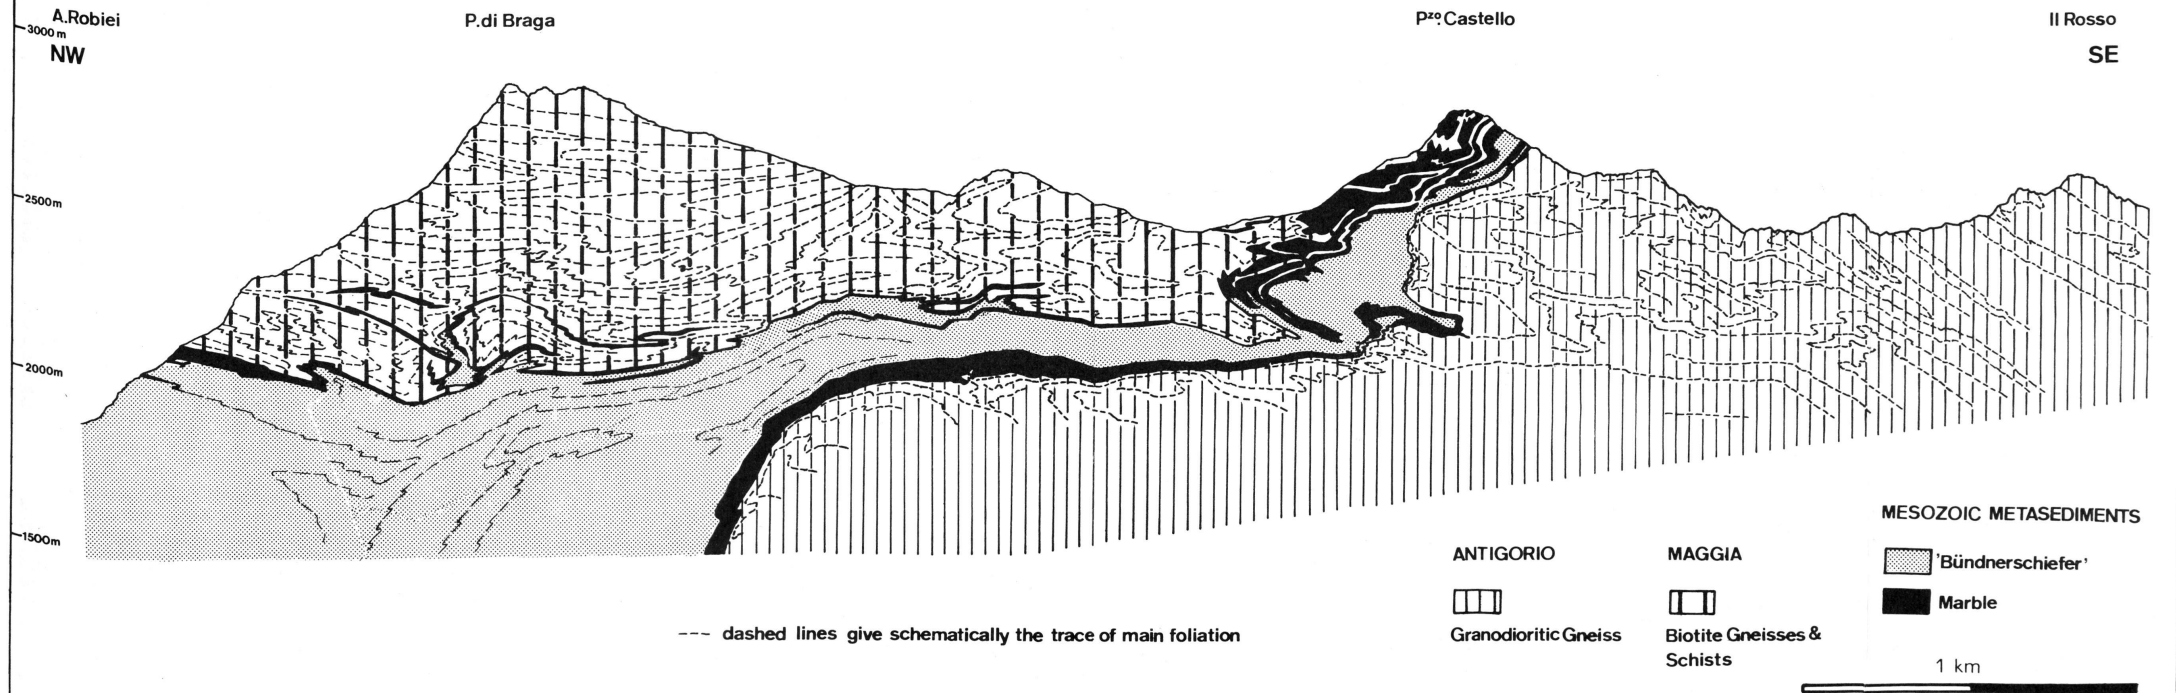 A.Robiei
P.di Braga
Pzo. Castello
Il Rosso
3000 m
NW
SE
2500m
2000m
1500m
MESOZOIC METASEDIMENTS
ANTIGORIO
MAGGIA
'Bündnerschiefer'
Marble
--- dashed lines give schematically the trace of main foliation
Granodioritic Gneiss
Biotite Gneisses &
Schists
1 km